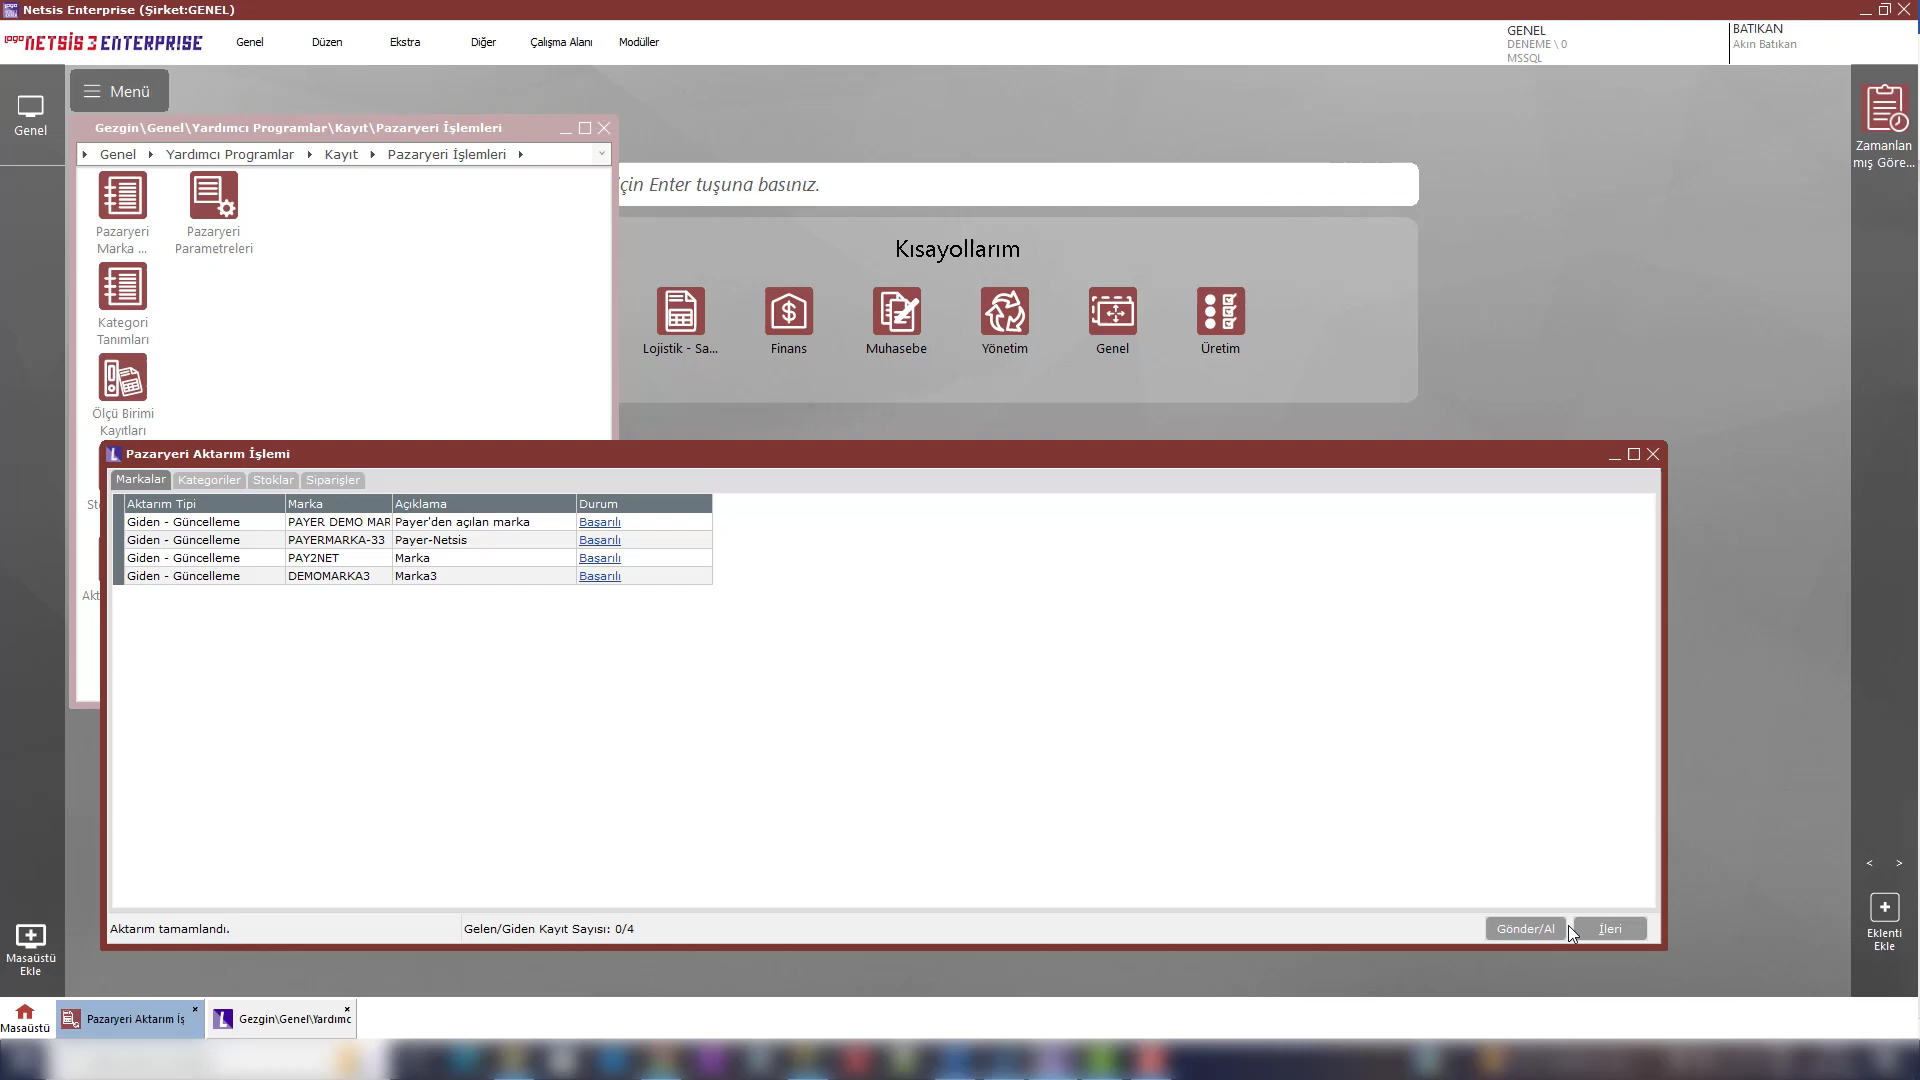 Netsis Enterprise (Şirket:GENEL)
logo NETSİS 3 ENTERPRISE
Genel
Düzen
Ekstra
Diğer
Çalışma Alanı
Modüller
GENEL
DENEME \ 0
MSSQL
BATIKAN
Akın Batıkan
Genel
Menü
Gezgin\Genel\Yardımcı Programlar\Kayıt\Pazaryeri İşlemleri
Genel
Yardımcı Programlar
Kayıt
Pazaryeri İşlemleri
Pazaryeri
Marka ...
Pazaryeri
Parametreleri
Kategori
Tanımları
Ölçü Birimi
Kayıtları
için Enter tuşuna basınız.
Kısayollarım
Lojistik - Sa...
Finans
Muhasebe
Yönetim
Genel
Üretim
Zamanlan
mış Göre...
Pazaryeri Aktarım İşlemi
Markalar
Kategoriler
Stoklar
Siparişler
Aktarım Tipi Marka Açıklama Durum
Giden - Güncelleme PAYER DEMO MAR Payer'den açılan marka Başarılı
Giden - Güncelleme PAYERMARKA-33 Payer-Netsis Başarılı
Giden - Güncelleme PAY2NET Marka Başarılı
Giden - Güncelleme DEMOMARKA3 Marka3 Başarılı
Sto
Akt
Aktarım tamamlandı.
Gelen/Giden Kayıt Sayısı: 0/4
Gönder/Al
İleri
< >
Eklenti
Ekle
Masaüstü
Ekle
Masaüstü
Pazaryeri Aktarım İş
Gezgin\Genel\Yardımc